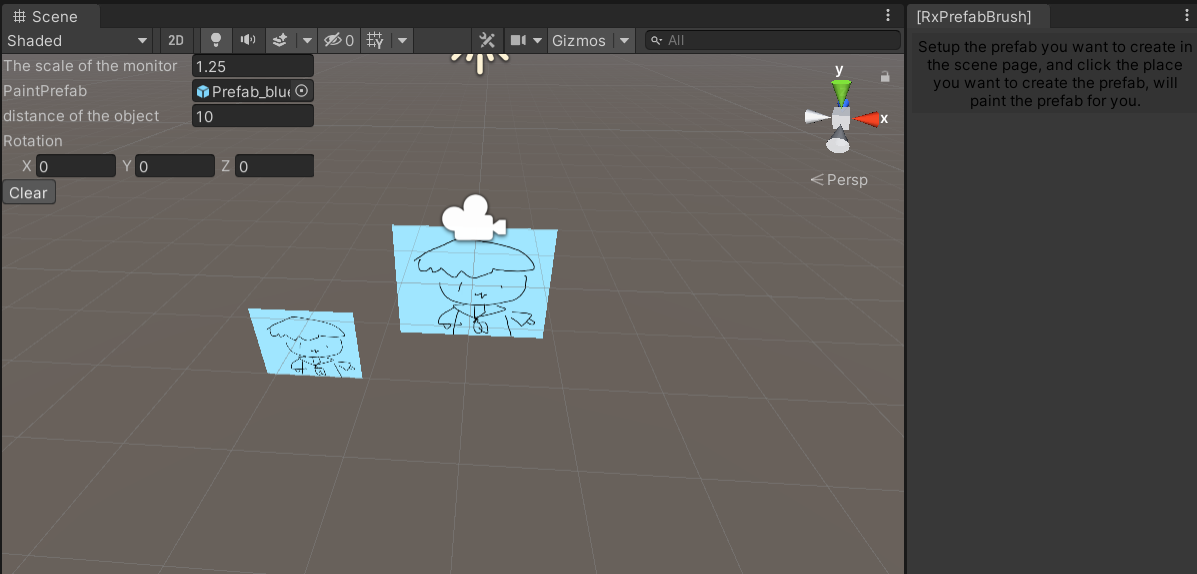 Scene
Shaded
2D
0
Gizmos
All
The scale of the monitor 1.25
PaintPrefab
distance of the object 10
Rotation
X 0 Y 0 Z 0
Clear
y
x
Persp
[RxPrefabBrush]
Setup the prefab you want to create in
the scene page, and click the place
you want to create the prefab, will
paint the prefab for you.